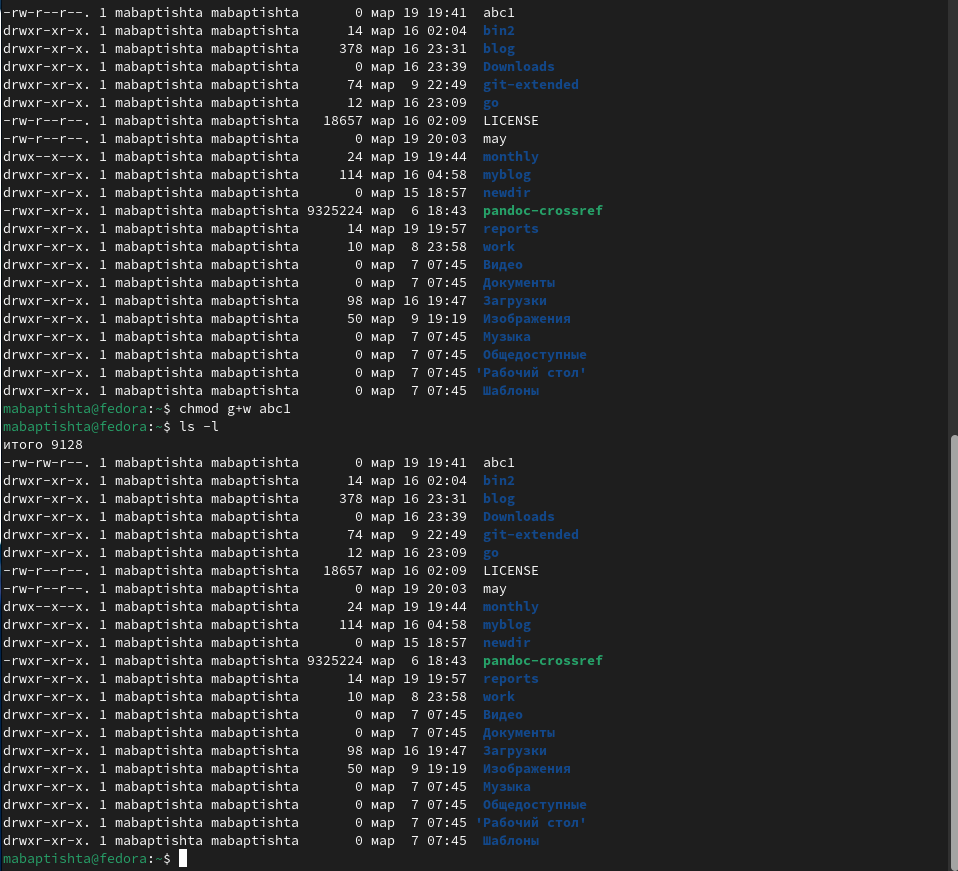 -rw-r--r--. 1 mabaptishta mabaptishta       0 мар 19 19:41  abc1
drwxr-xr-x. 1 mabaptishta mabaptishta      14 мар 16 02:04  bin2
drwxr-xr-x. 1 mabaptishta mabaptishta     378 мар 16 23:31  blog
drwxr-xr-x. 1 mabaptishta mabaptishta       0 мар 16 23:39  Downloads
drwxr-xr-x. 1 mabaptishta mabaptishta      74 мар  9 22:49  git-extended
drwxr-xr-x. 1 mabaptishta mabaptishta      12 мар 16 23:09  go
-rw-r--r--. 1 mabaptishta mabaptishta   18657 мар 16 02:09  LICENSE
-rw-r--r--. 1 mabaptishta mabaptishta       0 мар 19 20:03  may
drwx--x--x. 1 mabaptishta mabaptishta      24 мар 19 19:44  monthly
drwxr-xr-x. 1 mabaptishta mabaptishta     114 мар 16 04:58  myblog
drwxr-xr-x. 1 mabaptishta mabaptishta       0 мар 15 18:57  newdir
-rwxr-xr-x. 1 mabaptishta mabaptishta 9325224 мар  6 18:43  pandoc-crossref
drwxr-xr-x. 1 mabaptishta mabaptishta      14 мар 19 19:57  reports
drwxr-xr-x. 1 mabaptishta mabaptishta      10 мар  8 23:58  work
drwxr-xr-x. 1 mabaptishta mabaptishta       0 мар  7 07:45  Видео
drwxr-xr-x. 1 mabaptishta mabaptishta       0 мар  7 07:45  Документы
drwxr-xr-x. 1 mabaptishta mabaptishta      98 мар 16 19:47  Загрузки
drwxr-xr-x. 1 mabaptishta mabaptishta      50 мар  9 19:19  Изображения
drwxr-xr-x. 1 mabaptishta mabaptishta       0 мар  7 07:45  Музыка
drwxr-xr-x. 1 mabaptishta mabaptishta       0 мар  7 07:45  Общедоступные
drwxr-xr-x. 1 mabaptishta mabaptishta       0 мар  7 07:45 'Рабочий стол'
drwxr-xr-x. 1 mabaptishta mabaptishta       0 мар  7 07:45  Шаблоны
mabaptishta@fedora:~$ chmod g+w abc1
mabaptishta@fedora:~$ ls -l
итого 9128
-rw-rw-r--. 1 mabaptishta mabaptishta       0 мар 19 19:41  abc1
drwxr-xr-x. 1 mabaptishta mabaptishta      14 мар 16 02:04  bin2
drwxr-xr-x. 1 mabaptishta mabaptishta     378 мар 16 23:31  blog
drwxr-xr-x. 1 mabaptishta mabaptishta       0 мар 16 23:39  Downloads
drwxr-xr-x. 1 mabaptishta mabaptishta      74 мар  9 22:49  git-extended
drwxr-xr-x. 1 mabaptishta mabaptishta      12 мар 16 23:09  go
-rw-r--r--. 1 mabaptishta mabaptishta   18657 мар 16 02:09  LICENSE
-rw-r--r--. 1 mabaptishta mabaptishta       0 мар 19 20:03  may
drwx--x--x. 1 mabaptishta mabaptishta      24 мар 19 19:44  monthly
drwxr-xr-x. 1 mabaptishta mabaptishta     114 мар 16 04:58  myblog
drwxr-xr-x. 1 mabaptishta mabaptishta       0 мар 15 18:57  newdir
-rwxr-xr-x. 1 mabaptishta mabaptishta 9325224 мар  6 18:43  pandoc-crossref
drwxr-xr-x. 1 mabaptishta mabaptishta      14 мар 19 19:57  reports
drwxr-xr-x. 1 mabaptishta mabaptishta      10 мар  8 23:58  work
drwxr-xr-x. 1 mabaptishta mabaptishta       0 мар  7 07:45  Видео
drwxr-xr-x. 1 mabaptishta mabaptishta       0 мар  7 07:45  Документы
drwxr-xr-x. 1 mabaptishta mabaptishta      98 мар 16 19:47  Загрузки
drwxr-xr-x. 1 mabaptishta mabaptishta      50 мар  9 19:19  Изображения
drwxr-xr-x. 1 mabaptishta mabaptishta       0 мар  7 07:45  Музыка
drwxr-xr-x. 1 mabaptishta mabaptishta       0 мар  7 07:45  Общедоступные
drwxr-xr-x. 1 mabaptishta mabaptishta       0 мар  7 07:45 'Рабочий стол'
drwxr-xr-x. 1 mabaptishta mabaptishta       0 мар  7 07:45  Шаблоны
mabaptishta@fedora:~$